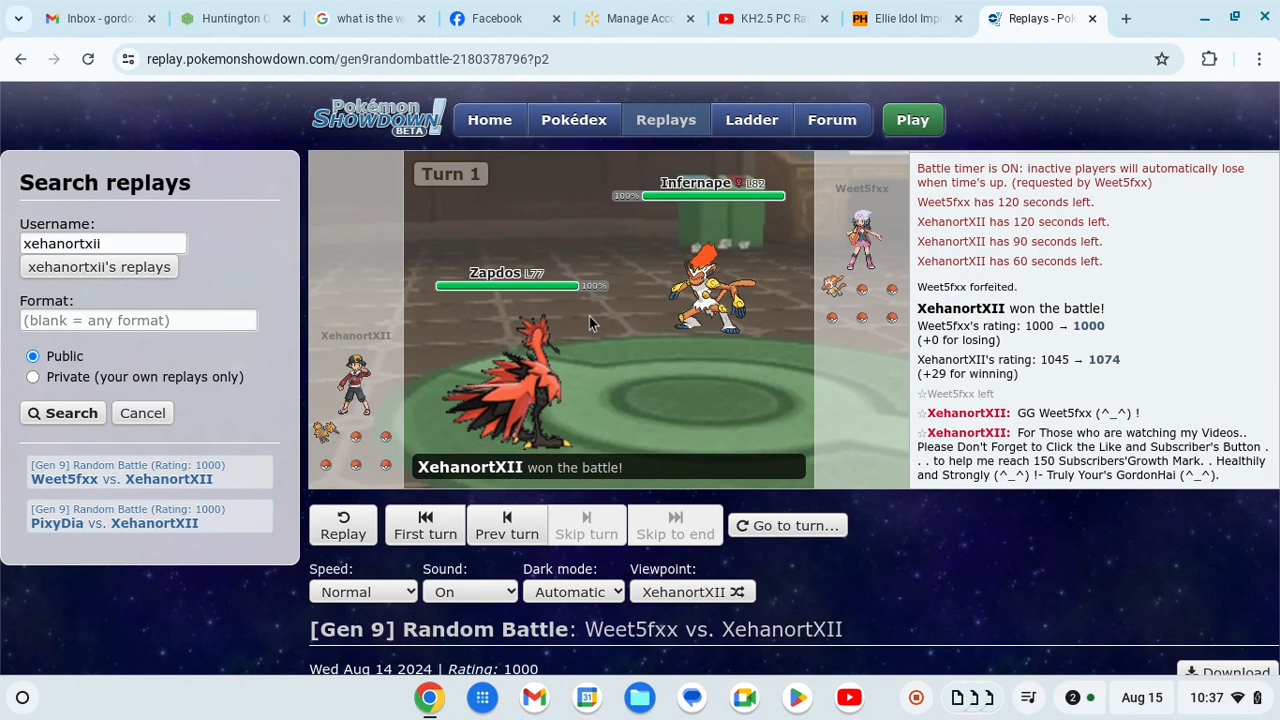 Inbox - gordo
Huntington C
what is the w
Facebook
Manage Acco
KH2.5 PC Ra
Ellie Idol Imp
Replays - Pok
replay.pokemonshowdown.com/gen9randombattle-2180378796?p2
Pokémon
SHOWDOWN!
BETA
Home
Pokédex
Replays
Ladder
Forum
Play
Search replays
Username:
xehanortxii
xehanortxii's replays
Format:
(blank = any format)
Public
Private (your own replays only)
Search
Cancel
[Gen 9] Random Battle (Rating: 1000)
Weet5fxx vs. XehanortXII
[Gen 9] Random Battle (Rating: 1000)
PixyDia vs. XehanortXII
Turn 1
Infernape L82
100%
Zapdos L77
100%
XehanortXII
Weet5fxx
XehanortXII won the battle!
Battle timer is ON: inactive players will automatically lose
when time's up. (requested by Weet5fxx)
Weet5fxx has 120 seconds left.
XehanortXII has 120 seconds left.
XehanortXII has 90 seconds left.
XehanortXII has 60 seconds left.
Weet5fxx forfeited.
XehanortXII won the battle!
Weet5fxx's rating: 1000 → 1000
(+0 for losing)
XehanortXII's rating: 1045 → 1074
(+29 for winning)
☆Weet5fxx left
☆XehanortXII: GG Weet5fxx (^_^) !
☆XehanortXII: For Those who are watching my Videos..
Please Don't Forget to Click the Like and Subscriber's Button .
. . to help me reach 150 Subscribers'Growth Mark. . Healthily
and Strongly (^_^) !- Truly Your's GordonHai (^_^).
Replay
First turn
Prev turn
Skip turn
Skip to end
Go to turn...
Speed:
Normal
Sound:
On
Dark mode:
Automatic
Viewpoint:
XehanortXII
[Gen 9] Random Battle: Weet5fxx vs. XehanortXII
Wed Aug 14 2024 | Rating: 1000
Download
31
2
Aug 15
10:37